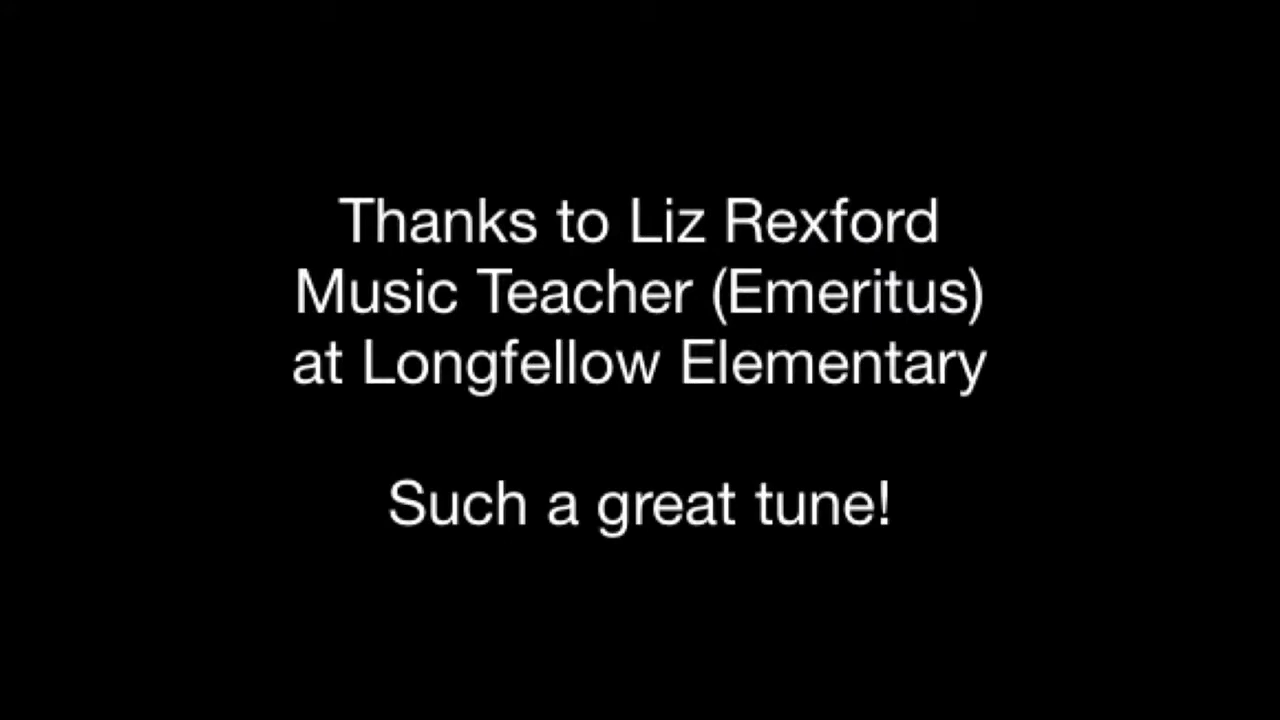 Thanks to Liz Rexford
Music Teacher (Emeritus)
at Longfellow Elementary
Such a great tune!